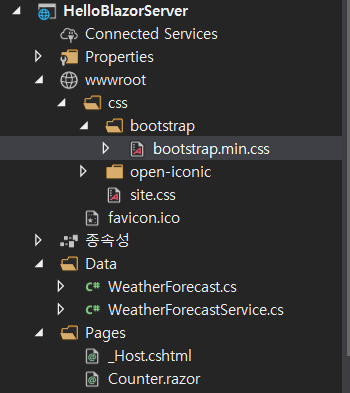 HelloBlazorServer
Connected Services
Properties
wwwroot
css
bootstrap
bootstrap.min.css
open-iconic
site.css
favicon.ico
종속성
Data
C# WeatherForecast.cs
C# WeatherForecastService.cs
Pages
_Host.cshtml
Counter.razor